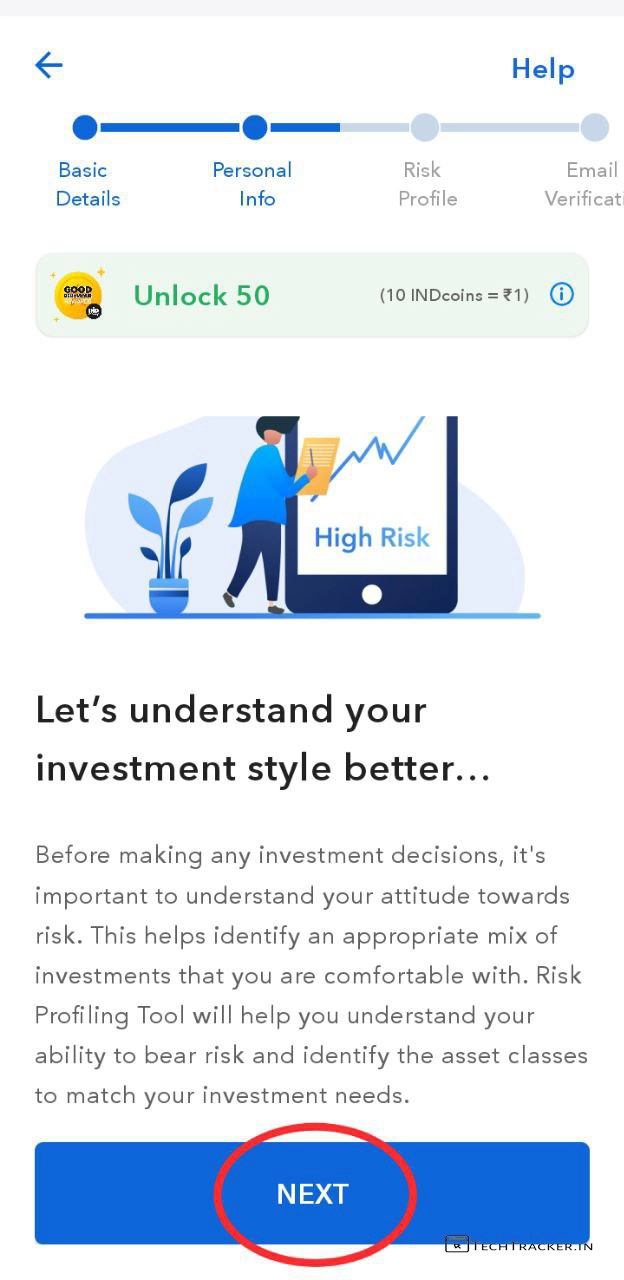 Help
Basic
Details
Personal
Info
Risk
Profile
Email
Verificati
GOOD
Unlock 50
(10 INDcoins = ₹1)
High Risk
Let’s understand your
investment style better...
Before making any investment decisions, it's
important to understand your attitude towards
risk. This helps identify an appropriate mix of
investments that you are comfortable with. Risk
Profiling Tool will help you understand your
ability to bear risk and identify the asset classes
to match your investment needs.
NEXT
TECHTRACKER.IN